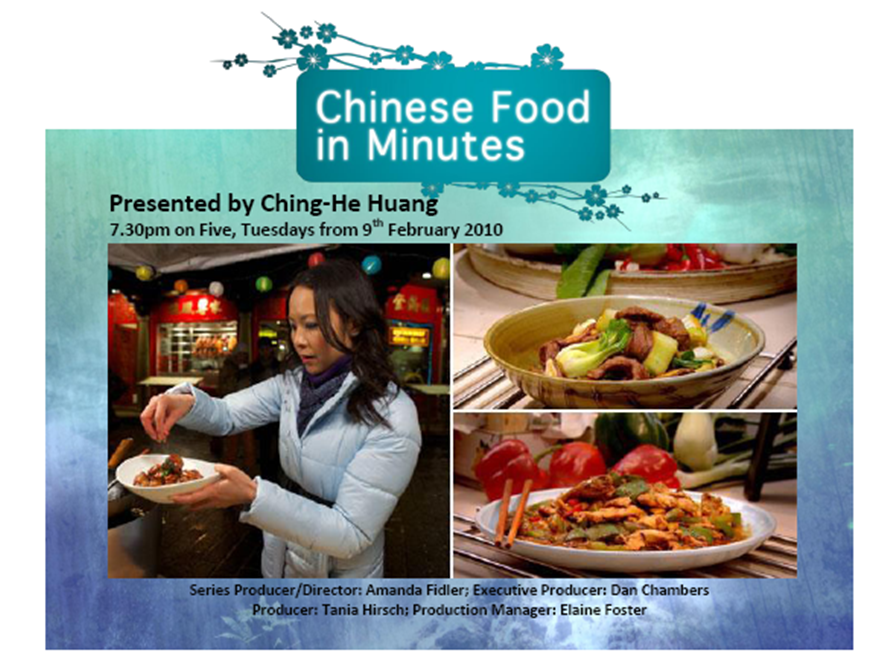 Chinese Food
in Minutes
Presented by Ching-He Huang
7.30pm on Five, Tuesdays from 9th February 2010
Series Producer/Director: Amanda Fidler; Executive Producer: Dan Chambers
Producer: Tania Hirsch; Production Manager: Elaine Foster